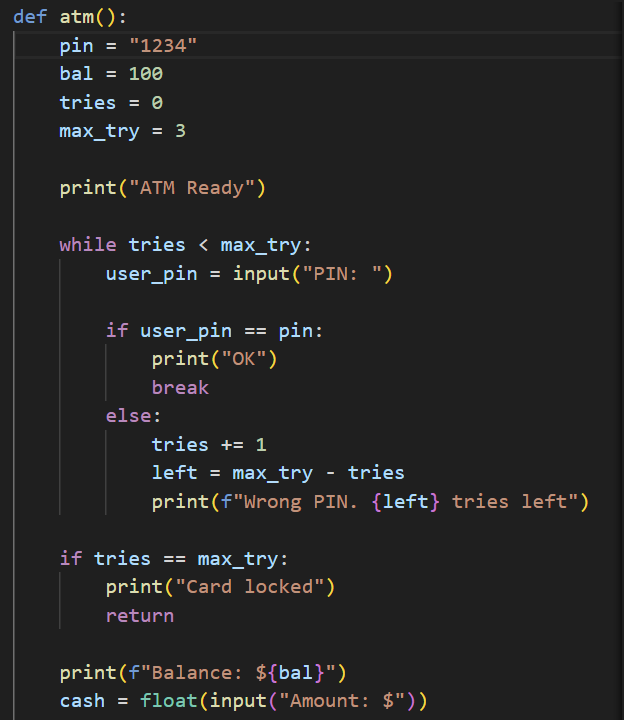 def atm():
    pin = "1234"
    bal = 100
    tries = 0
    max_try = 3

    print("ATM Ready")

    while tries < max_try:
        user_pin = input("PIN: ")

        if user_pin == pin:
            print("OK")
            break
        else:
            tries += 1
            left = max_try - tries
            print(f"Wrong PIN. {left} tries left")

    if tries == max_try:
        print("Card locked")
        return

    print(f"Balance: ${bal}")
    cash = float(input("Amount: $"))